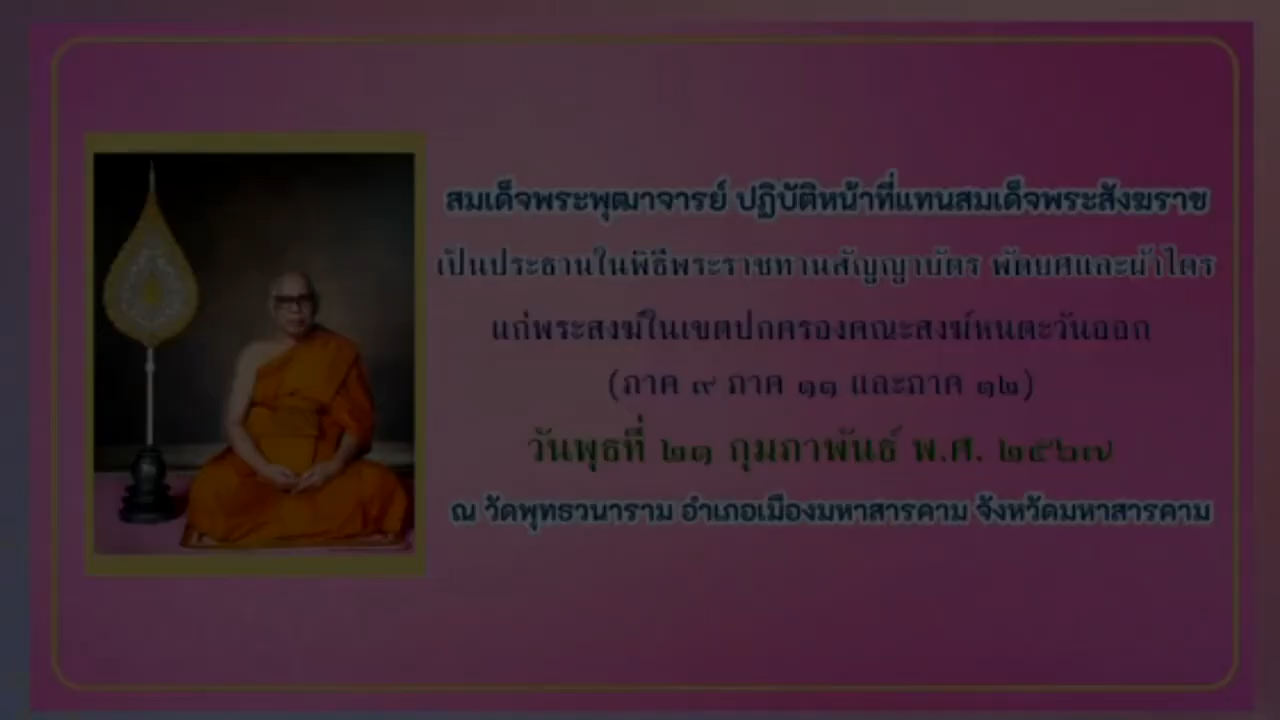 สมเด็จพระพุฒาจารย์ ปฏิบัติหน้าที่แทนสมเด็จพระสังฆราช
เป็นประธานในพิธีพระราชทานสัญญาบัตร พัดยศและผ้าไตร
แก่พระสงฆ์ในเขตปกครองคณะสงฆ์หนตะวันออก
(ภาค ๙ ภาค ๑๑ และภาค ๑๒)
วันพุธที่ ๒๑ กุมภาพันธ์ พ.ศ. ๒๕๖๗
ณ วัดพุทธวนาราม อำเภอเมืองมหาสารคาม จังหวัดมหาสารคาม